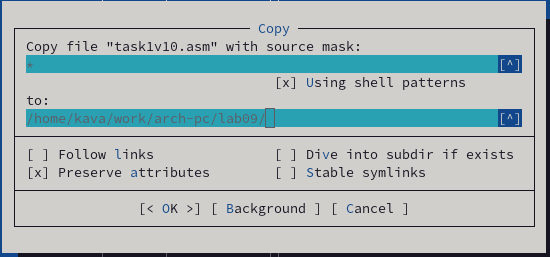 Copy
Copy file "task1v10.asm" with source mask:
* [^]
[x] Using shell patterns
to:
/home/kava/work/arch-pc/lab09/ [^]
[ ] Follow links [ ] Dive into subdir if exists
[x] Preserve attributes [ ] Stable symlinks
[< OK >] [ Background ] [ Cancel ]